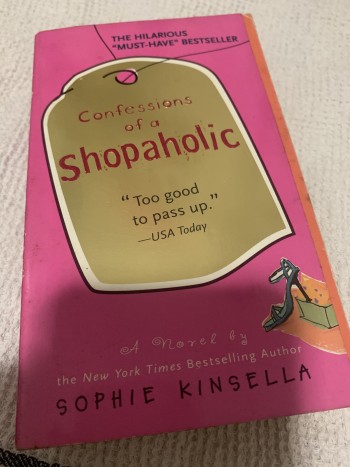 THE HILARIOUS
"MUST-HAVE" BESTSELLER
Confessions
of a
Shopaholic
"Too good
to pass up."
—USA Today
A Novel by
the New York Times Bestselling Author
SOPHIE KINSELLA